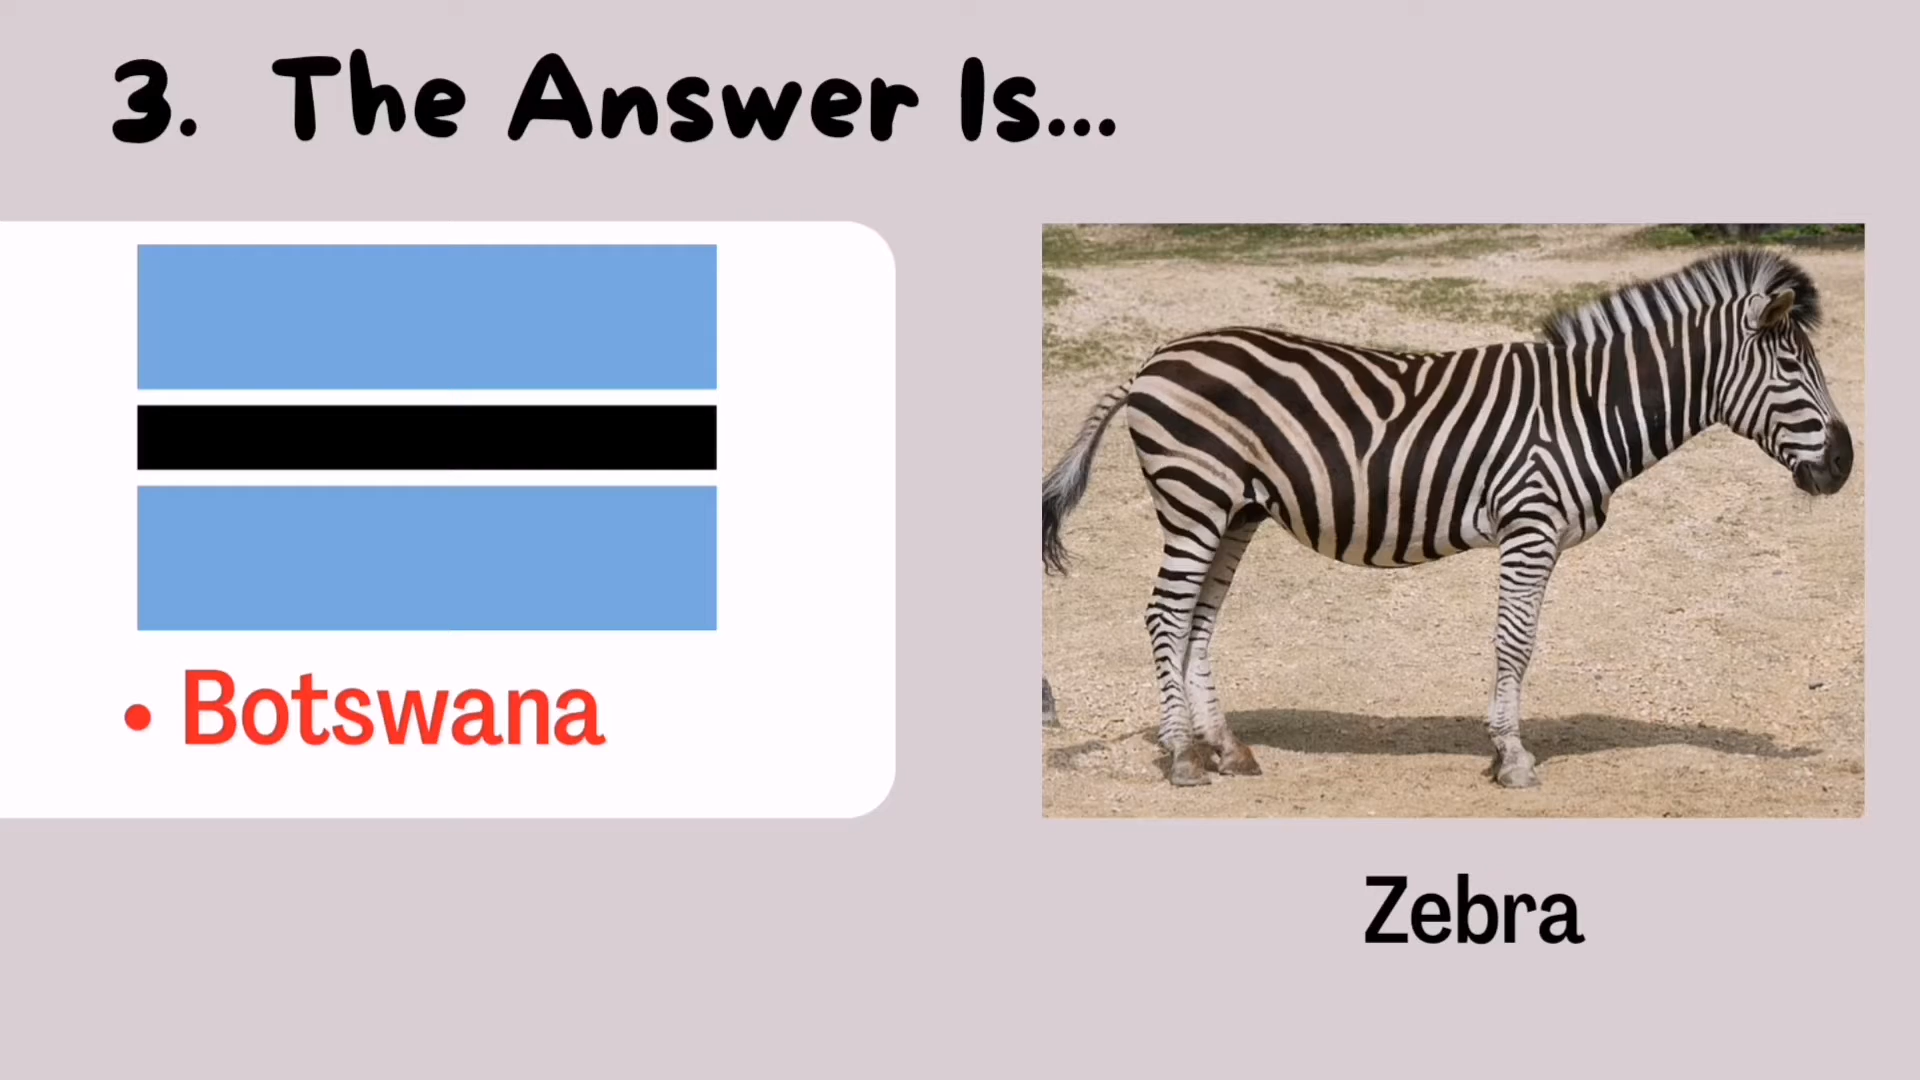 3. The Answer Is...
• Botswana
Zebra